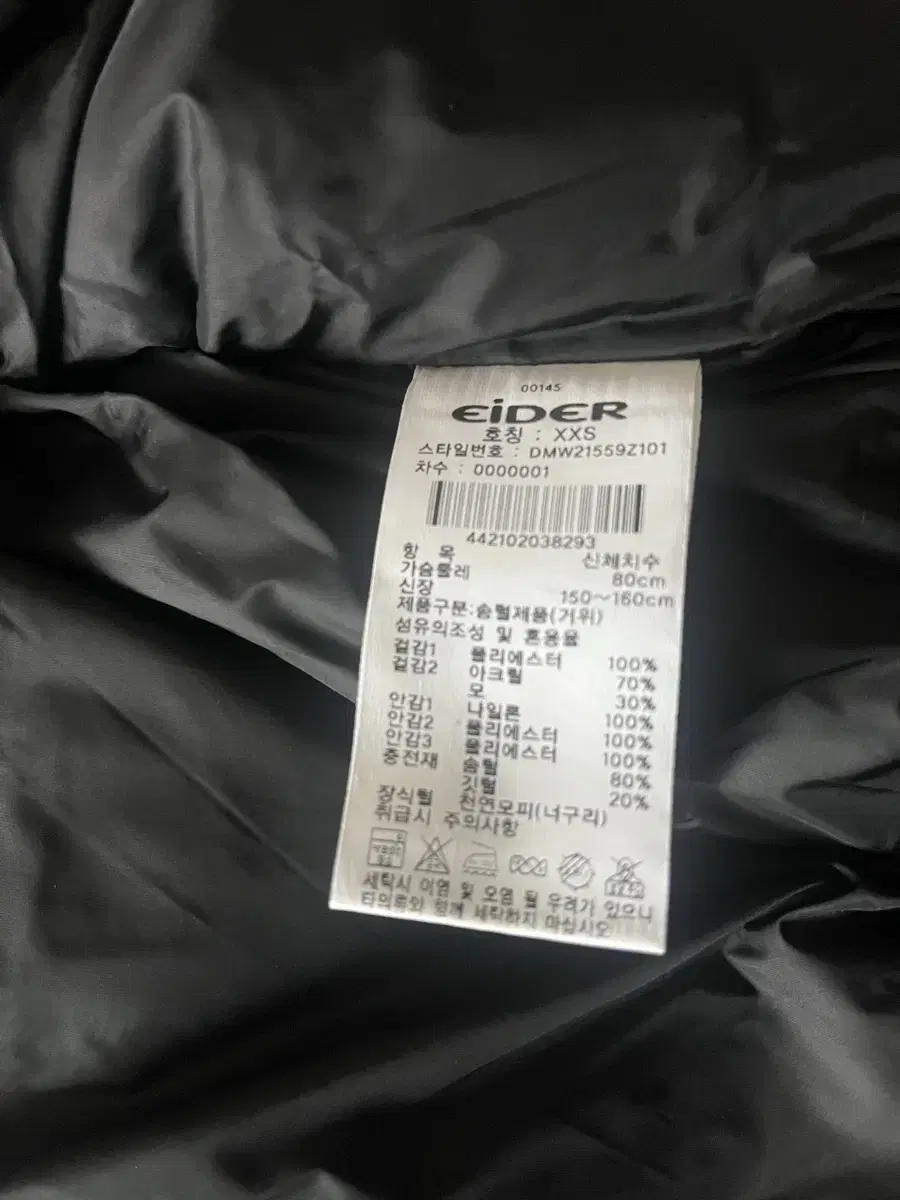 00145
EiDER
호칭 : XXS
스타일번호 : DMW21559Z101
차수 : 0000001
442102038293
항 목 신체치수
가슴둘레 80cm
신장 150~160cm
제품구분:솜털제품(거위)
섬유의조성 및 혼용율
겉감1 폴리에스터 100%
겉감2 아크릴 70%
모 30%
안감1 나일론 100%
안감2 폴리에스터 100%
안감3 폴리에스터 100%
충전재 솜털 80%
깃털 20%
장식털 천연모피(너구리)
취급시 주의사항
세탁시 이염 및 오염 될 우려가 있으니
타의류와 함께 세탁하지 마십시오